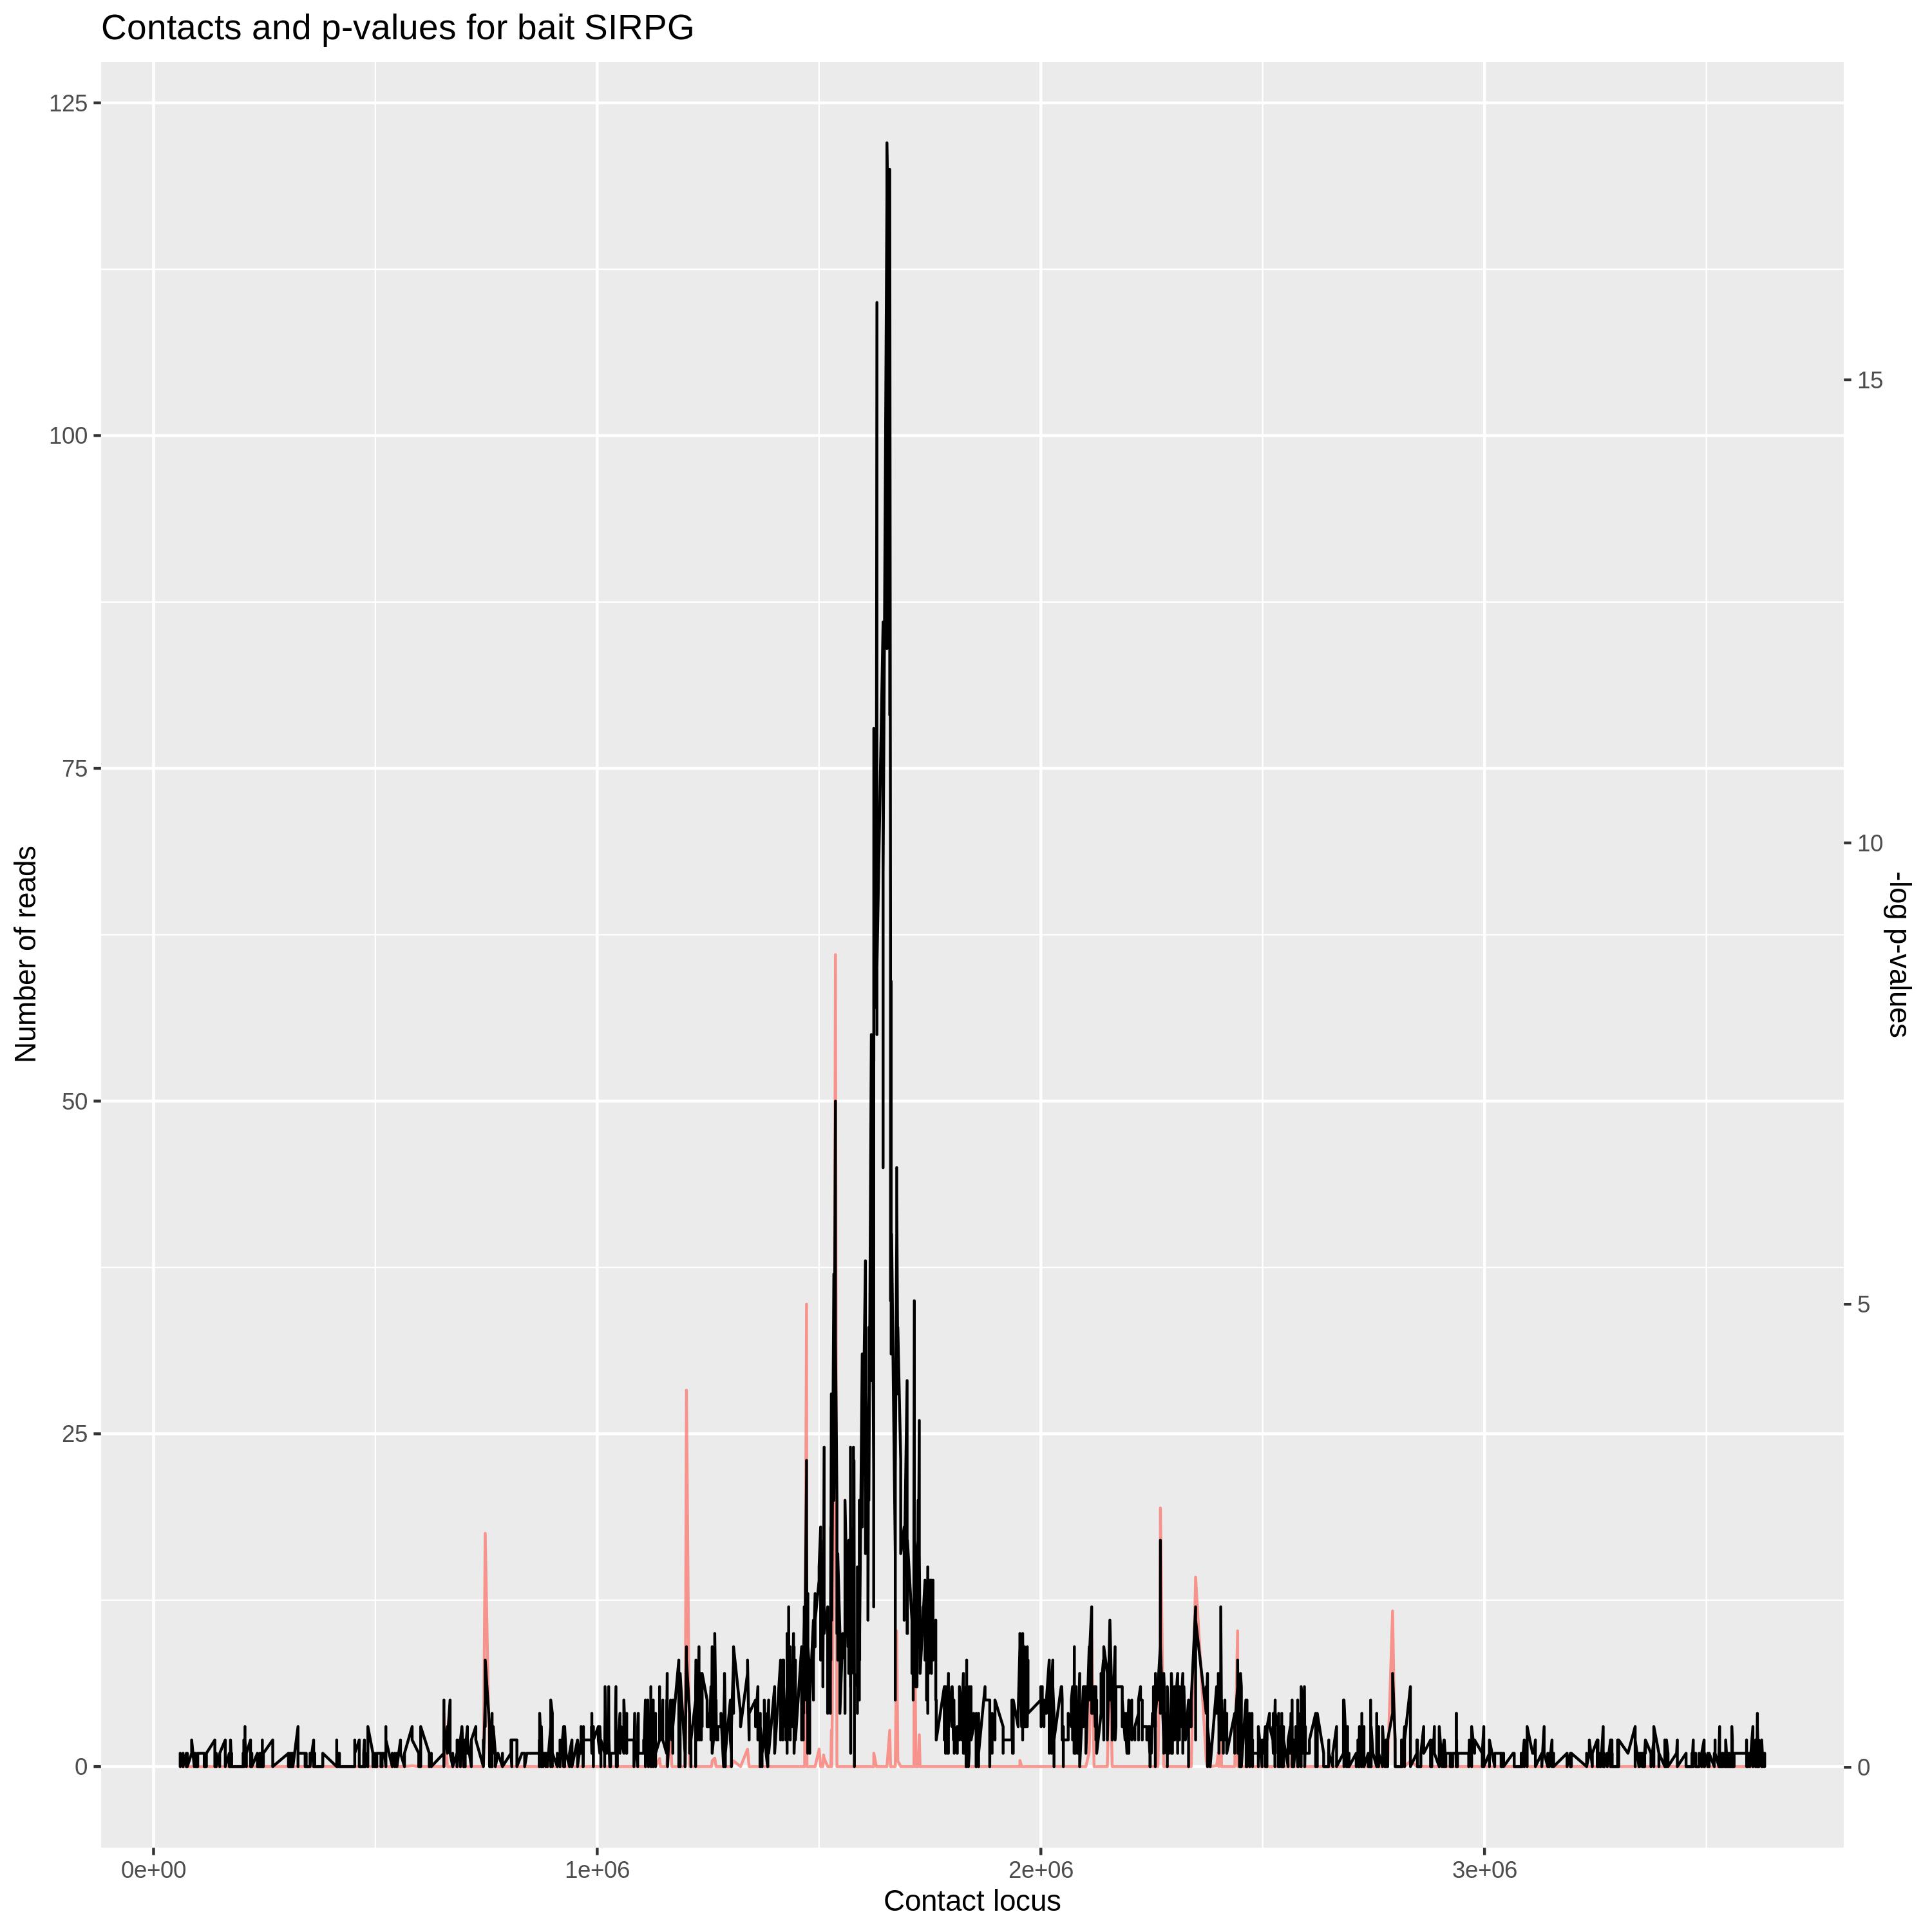 Contacts and p-values for bait SIRPG
125
100
75
50
25
0
Number of reads
15
10
5
0
-log p-values
0e+00
1e+06
2e+06
3e+06
Contact locus